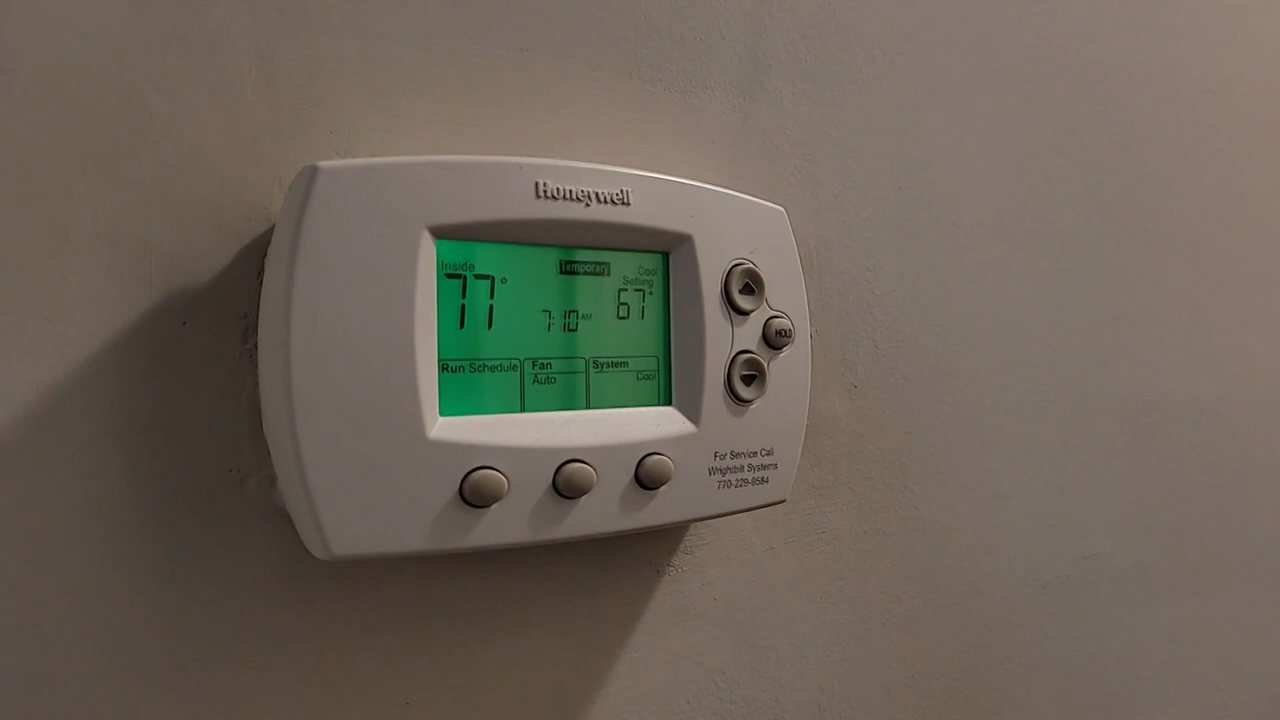 Honeywell
Inside
Temporary
Cool
Setting
77°
67°
7:10 AM
HOLD
Run Schedule
Fan
Auto
System
Cool
For Service Call
Wrightbilt Systems
770-229-9584